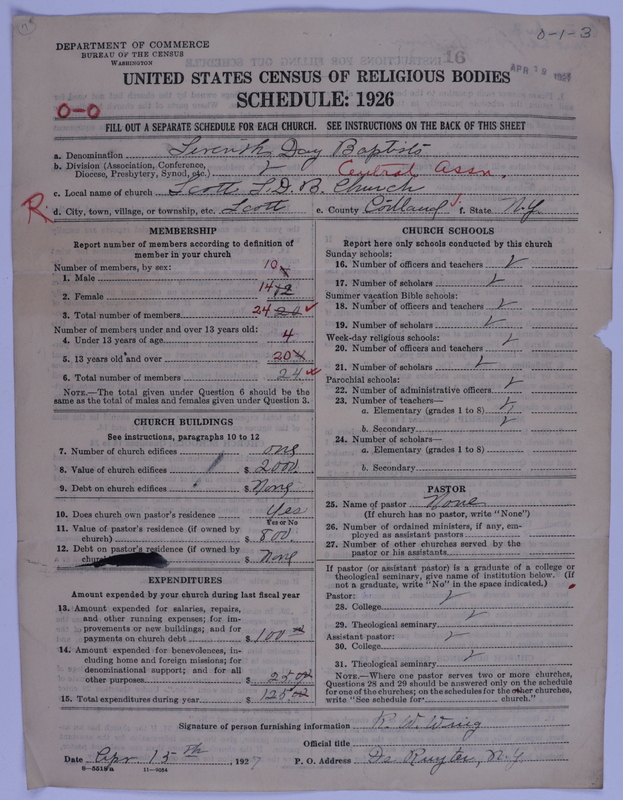 0-1-3
DEPARTMENT OF COMMERCE
BUREAU OF THE CENSUS
WASHINGTON
16
APR 19 1927
UNITED STATES CENSUS OF RELIGIOUS BODIES
SCHEDULE: 1926
0-0
FILL OUT A SEPARATE SCHEDULE FOR EACH CHURCH. SEE INSTRUCTIONS ON THE BACK OF THIS SHEET
a. Denomination Seventh Day Baptists
b. Division (Association, Conference, Diocese, Presbytery, Synod, etc.) Central Assn.
c. Local name of church Scott S. D. B. Church
R. d. City, town, village, or township, etc. Scott e. County Cortland f. State N.Y.
MEMBERSHIP
Report number of members according to definition of
member in your church
Number of members, by sex:
1. Male 10
2. Female 14 12
3. Total number of members 24 20
Number of members under and over 13 years old:
4. Under 13 years of age 4
5. 13 years old and over 20
6. Total number of members 24
NOTE.—The total given under Question 6 should be
same as the total of males and females given under Question 3.
CHURCH BUILDINGS
See instructions, paragraphs 10 to 12
7. Number of church edifices one
8. Value of church edifices $ 2000.
9. Debt on church edifices $ None
10. Does church own pastor's residence Yes
Yes or No
11. Value of pastor's residence (if owned by
church) $ 800.
12. Debt on pastor's residence (if owned by
church) $ None
EXPENDITURES
Amount expended by your church during last fiscal year
13. Amount expended for salaries, repairs,
and other running expenses; for im-
provements or new buildings; and for
payments on church debt $ 100 00
14. Amount expended for benevolences, in-
cluding home and foreign missions; for
denominational support; and for all
other purposes $ 25 00
15. Total expenditures during year $ 125 00
CHURCH SCHOOLS
Report here only schools conducted by this church
Sunday schools:
16. Number of officers and teachers
17. Number of scholars
Summer vacation Bible schools:
18. Number of officers and teachers
19. Number of scholars
Week-day religious schools:
20. Number of officers and teachers
21. Number of scholars
Parochial schools:
22. Number of administrative officers
23. Number of teachers—
a. Elementary (grades 1 to 8)
b. Secondary
24. Number of scholars—
a. Elementary (grades 1 to 8)
b. Secondary
PASTOR
25. Name of pastor None
(If church has no pastor, write "None")
26. Number of ordained ministers, if any, em-
ployed as assistant pastors
27. Number of other churches served by the
pastor or his assistants
If pastor (or assistant pastor) is a graduate of a college or
theological seminary, give name of institution below. (If
not a graduate, write "No" in the space indicated.)
Pastor:
28. College
29. Theological seminary
Assistant pastor:
30. College
31. Theological seminary
NOTE.—Where one pastor serves two or more churches,
Questions 28 and 29 should be answered only on the schedule
for one of the churches; on the schedules for the other churches,
write "See schedule for church."
Signature of person furnishing information R. W. Wing
Official title
Date Apr 15th 1927 P. O. Address De Ruyter, N.Y.
8-5519a 11-9024